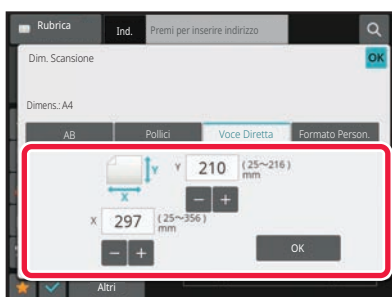 Rubrica Ind. Premi per inserire indirizzo
Dim. Scansione OK
Dimens.: A4
AB Pollici Voce Diretta Formato Person.
Y Y 210 (25~216) mm
X
X 297 (25~356) mm
− + 
− + OK
Altri